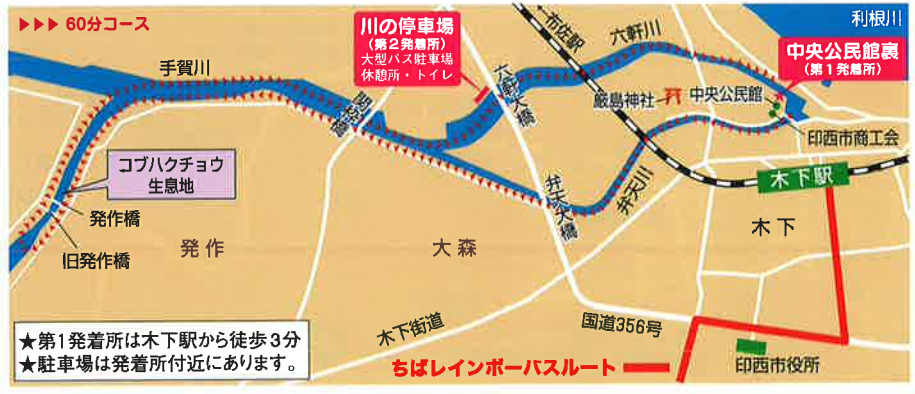 ▶▶▶ 60分コース
川の停車場
(第2発着所)
大型バス駐車場
休憩所・トイレ
布佐駅
六軒川
利根川
中央公民館裏
(第1発着所)
手賀川
関枠橋
六軒大橋
厳島神社
中央公民館
印西市商工会
コブハクチョウ
生息地
弁天大橋
弁天川
木下駅
発作橋
旧発作橋
発作
大森
木下
★第1発着所は木下駅から徒歩3分
★駐車場は発着所付近にあります。
木下街道
国道356号
ちばレインボーバスルート
印西市役所